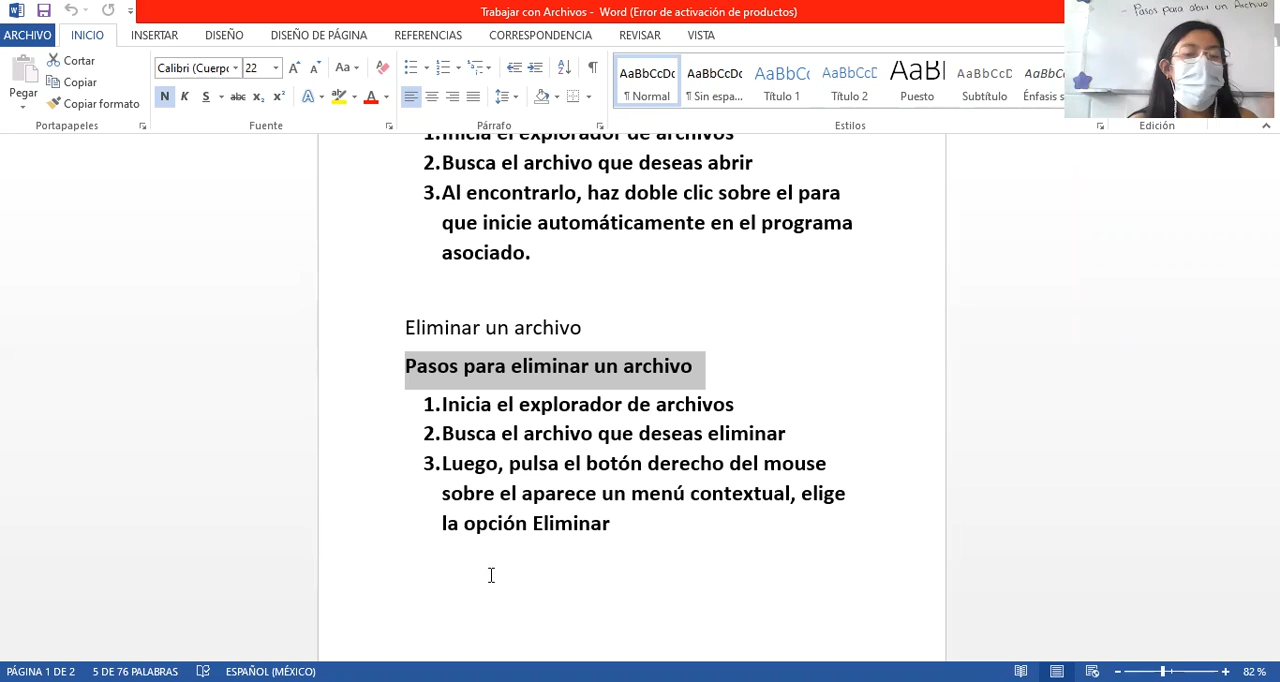 Trabajar con Archivos - Word (Error de activación de productos)
- Pasos para abrir un Archivo
ARCHIVO INICIO INSERTAR DISEÑO DISEÑO DE PÁGINA REFERENCIAS CORRESPONDENCIA REVISAR VISTA
Pegar
Cortar
Copiar
Copiar formato
Portapapeles
Calibri (Cuerp 22
Aa
N K S abc x₂ x² A A
Fuente
Párrafo
AaBbCcDc AaBbCcDc AaBbCc AaBbCcD AaBl AaBbCcD AaBbCc
¶ Normal ¶ Sin espa... Título 1 Título 2 Puesto Subtítulo Énfasis s
Estilos
Edición
1.Inicia el explorador de archivos
2.Busca el archivo que deseas abrir
3.Al encontrarlo, haz doble clic sobre el para
que inicie automáticamente en el programa
asociado.
Eliminar un archivo
Pasos para eliminar un archivo
1.Inicia el explorador de archivos
2.Busca el archivo que deseas eliminar
3.Luego, pulsa el botón derecho del mouse
sobre el aparece un menú contextual, elige
la opción Eliminar
PÁGINA 1 DE 2 5 DE 76 PALABRAS ESPAÑOL (MÉXICO) 82 %